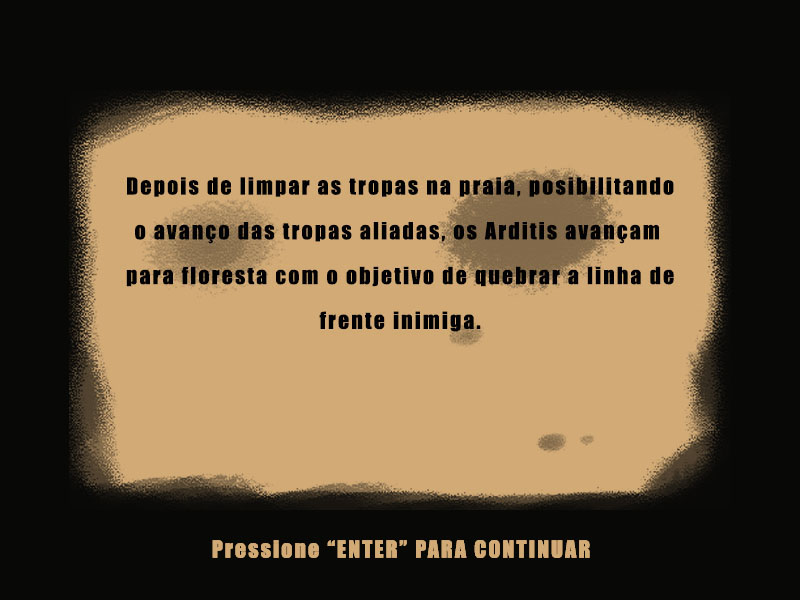 Depois de limpar as tropas na praia, posibilitando
o avanço das tropas aliadas, os Arditis avançam
para floresta com o objetivo de quebrar a linha de
frente inimiga.
Pressione “ENTER” PARA CONTINUAR